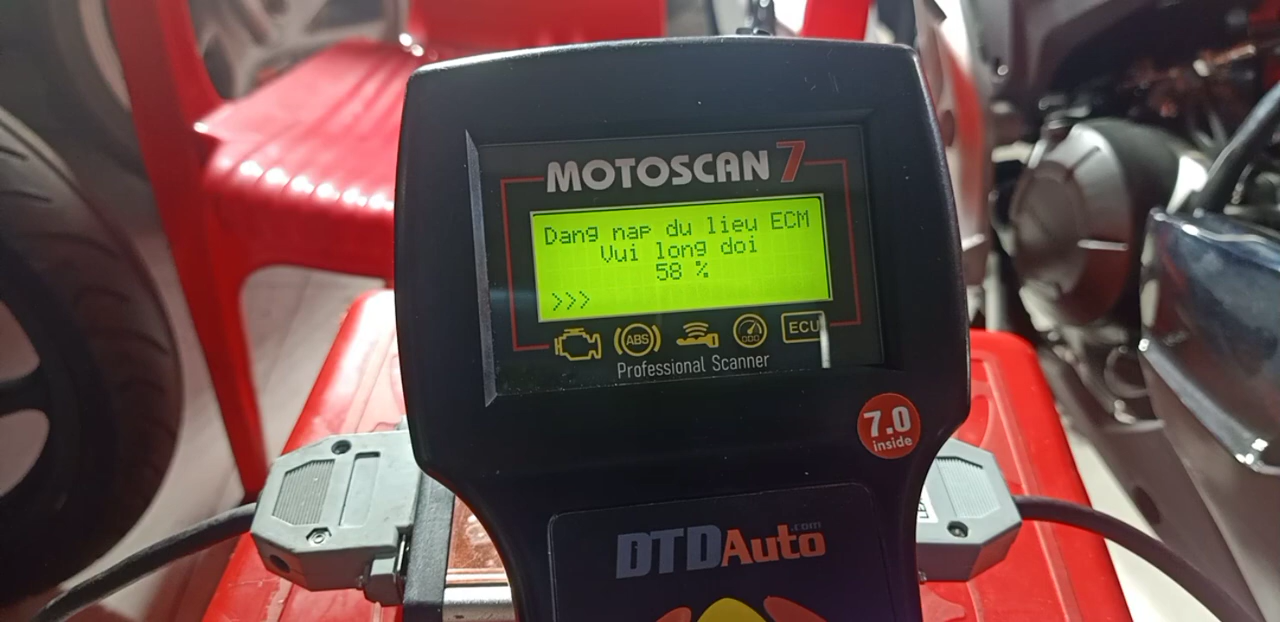 MOTOSCAN 7
Dang nap du lieu ECM
Vui long doi
58 %
>>>
ABS
ECU
Professional Scanner
7.0
inside
DTDAuto.com